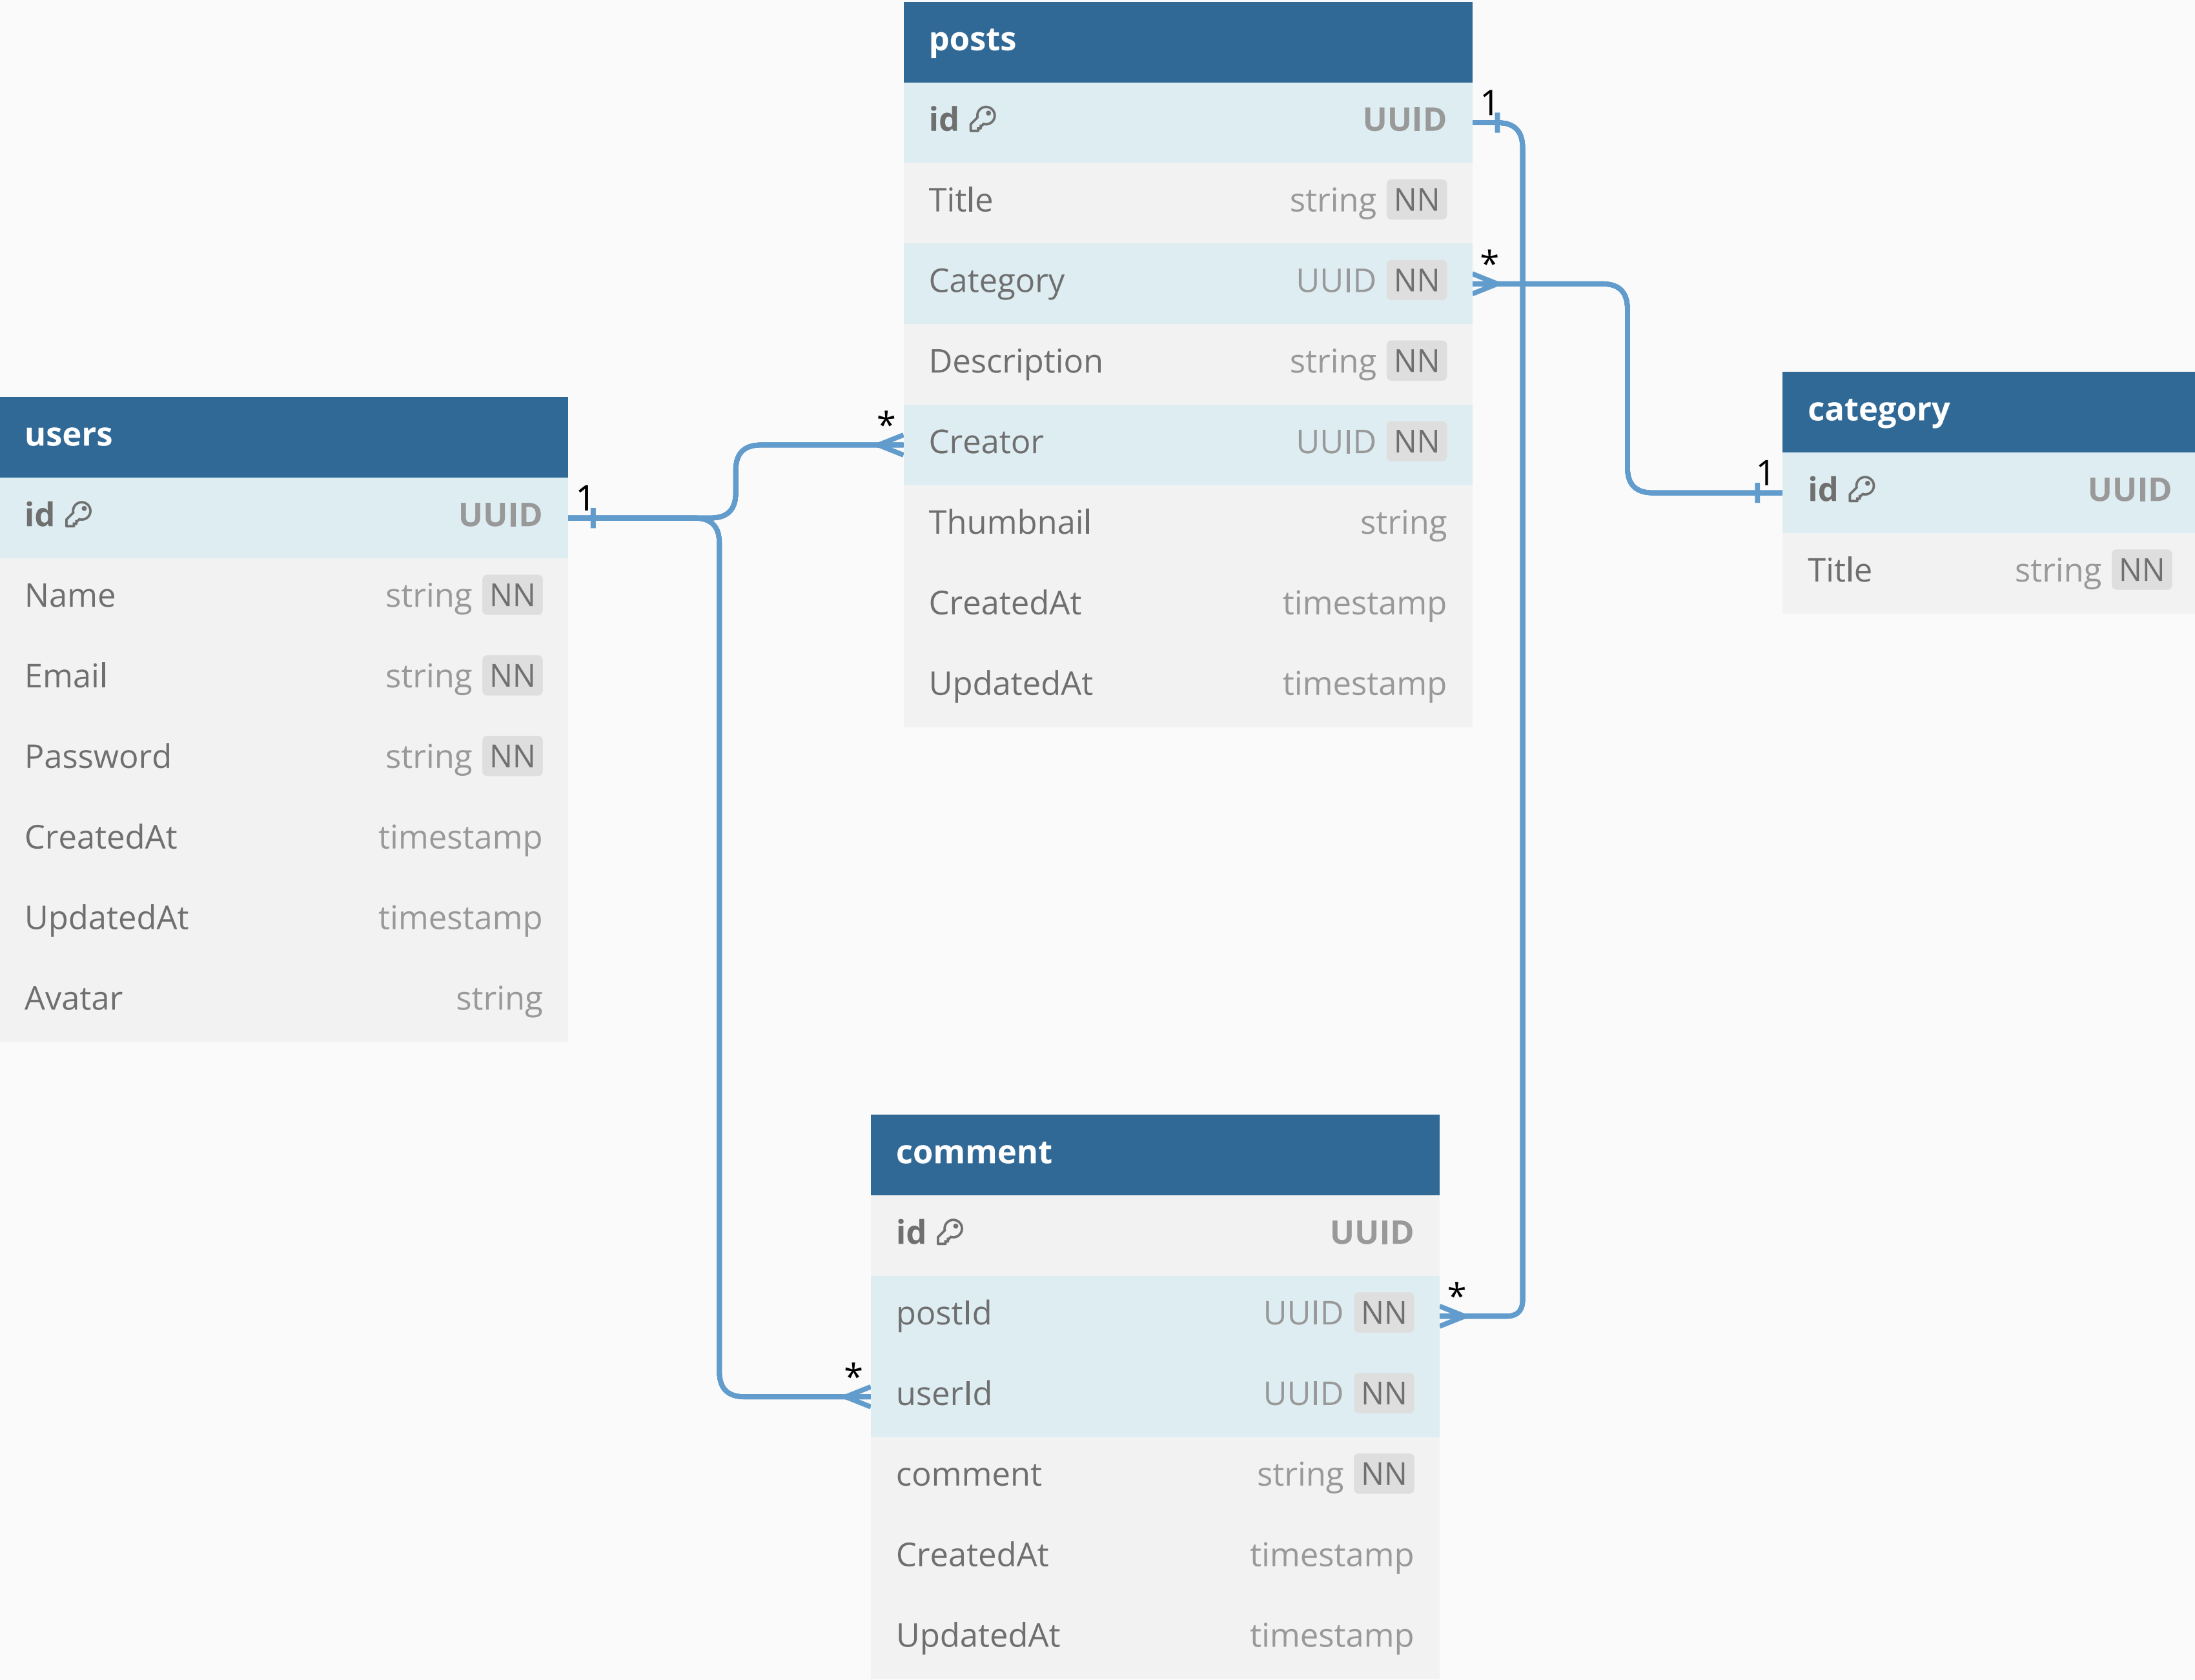 posts
id UUID
Title string NN
Category UUID NN
Description string NN
Creator UUID NN
Thumbnail string
CreatedAt timestamp
UpdatedAt timestamp
1
*
*
users
id UUID
Name string NN
Email string NN
Password string NN
CreatedAt timestamp
UpdatedAt timestamp
Avatar string
1
category
id UUID
Title string NN
1
comment
id UUID
postId UUID NN
userId UUID NN
comment string NN
CreatedAt timestamp
UpdatedAt timestamp
*
*